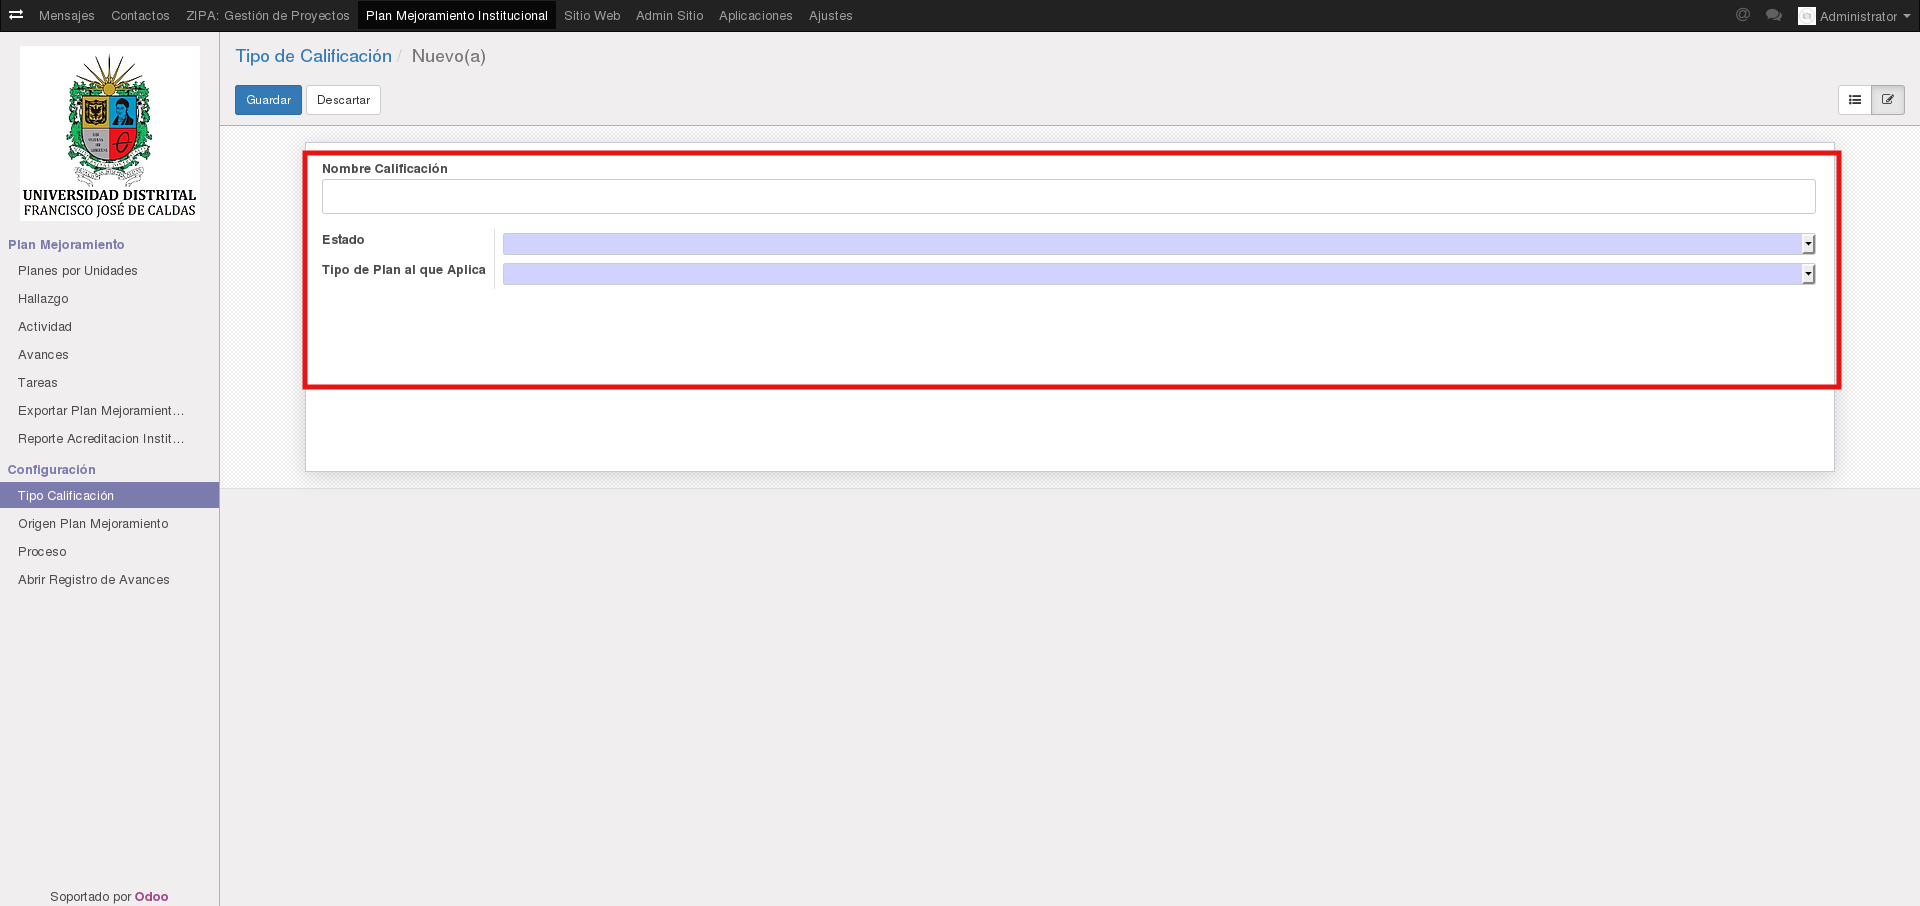 Mensajes Contactos ZIPA: Gestión de Proyectos Plan Mejoramiento Institucional Sitio Web Admin Sitio Aplicaciones Ajustes @ Administrator
UNIVERSIDAD DISTRITAL
FRANCISCO JOSÉ DE CALDAS
Plan Mejoramiento
Planes por Unidades
Hallazgo
Actividad
Avances
Tareas
Exportar Plan Mejoramient...
Reporte Acreditacion Instit...
Configuración
Tipo Calificación
Origen Plan Mejoramiento
Proceso
Abrir Registro de Avances
Soportado por Odoo
Tipo de Calificación / Nuevo(a)
Guardar Descartar
Nombre Calificación
Estado
Tipo de Plan al que Aplica